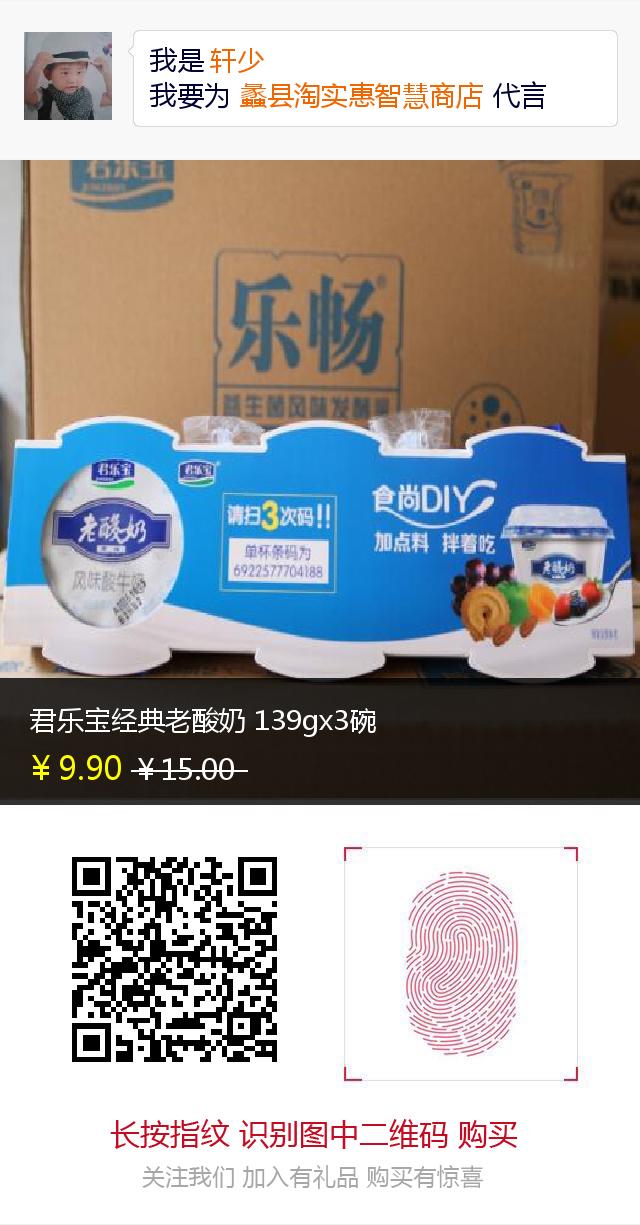 我是 轩少
我要为 蠡县淘实惠智慧商店 代言
君乐宝
乐畅
益生菌风味发酵乳
君乐宝
君乐宝
老酸奶
风味酸牛奶
请扫3次码!!
单杯条码为
6922577704188
食尚DIY
加点料 拌着吃
老酸奶
君乐宝经典老酸奶 139gx3碗
¥ 9.90 ¥ 15.00
长按指纹 识别图中二维码 购买
关注我们 加入有礼品 购买有惊喜